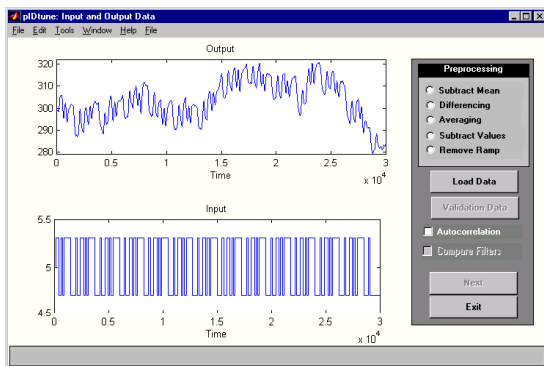 pIDtune: Input and Output Data
File Edit Tools Window Help File
Output
320
310
300
290
280
0 0.5 1 1.5 2 2.5 3
Time
x 10^4
Input
5.5
5
4.5
0 0.5 1 1.5 2 2.5 3
Time
x 10^4
Preprocessing
Subtract Mean
Differencing
Averaging
Subtract Values
Remove Ramp
Load Data
Validation Data
Autocorrelation
Compare Filters
Next
Exit